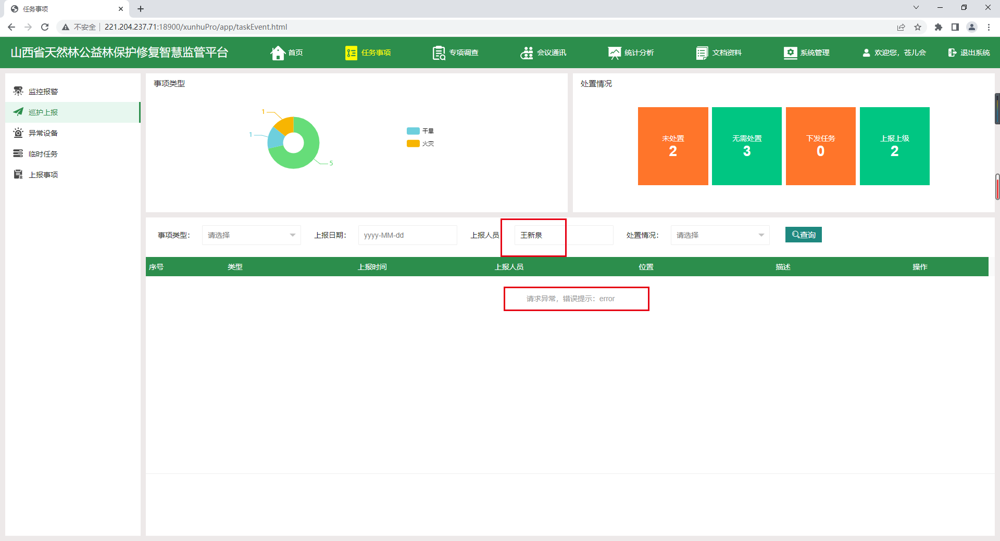 任务事项
不安全 221.204.237.71:18900/xunhuPro/app/taskEvent.html
山西省天然林公益林保护修复智慧监管平台 首页 任务事项 专项调查 会议通讯 统计分析 文档资料 系统管理 欢迎您，苍儿会 退出系统
监控报警
巡护上报
异常设备
临时任务
上报事项
事项类型
1
1
5
干旱
火灾
处置情况
未处置
2
无需处置
3
下发任务
0
上报上级
2
事项类型： 请选择 上报日期： yyyy-MM-dd 上报人员 王新泉 处置情况： 请选择 查询
序号 类型 上报时间 上报人员 位置 描述 操作
请求异常，错误提示：error